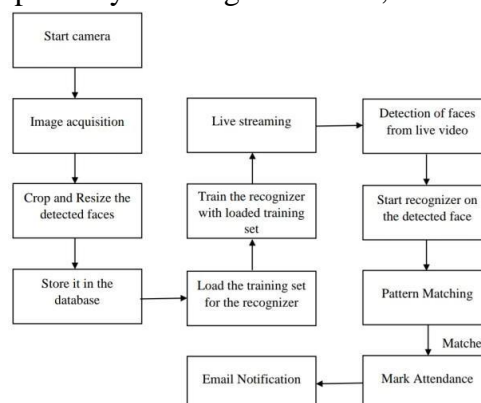 Start camera
Image acquisition
Crop and Resize the
detected faces
Store it in the
database
Load the training set
for the recognizer
Train the recognizer
with loaded training
set
Live streaming
Detection of faces
from live video
Start recognizer on
the detected face
Pattern Matching
Matche
Mark Attendance
Email Notification